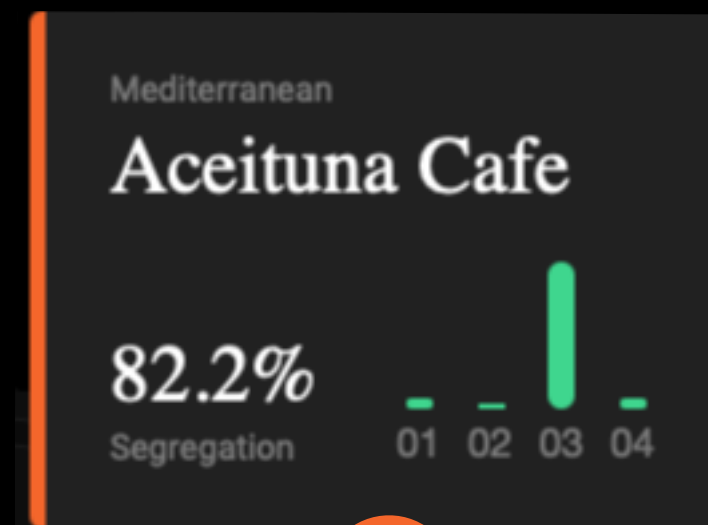 Mediterranean
Aceituna Cafe
82.2%
Segregation
01 02 03 04